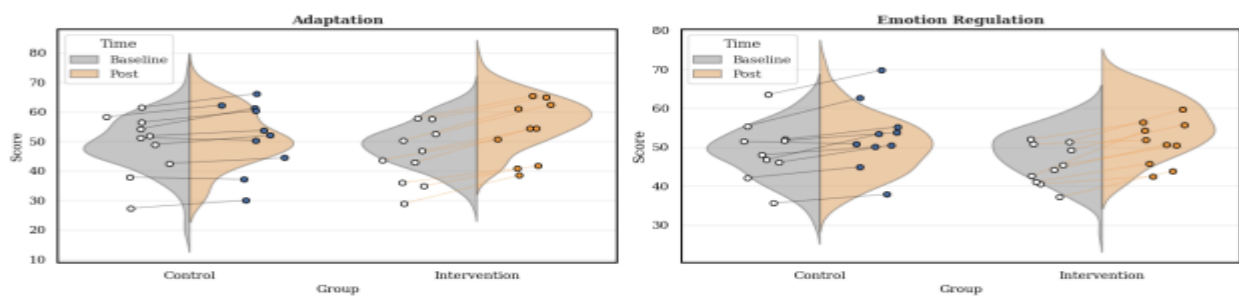 Adaptation
Time
Baseline
Post
80
70
60
50
40
30
20
10
Score
Control
Intervention
Group
Emotion Regulation
Time
Baseline
Post
80
70
60
50
40
30
Score
Control
Intervention
Group